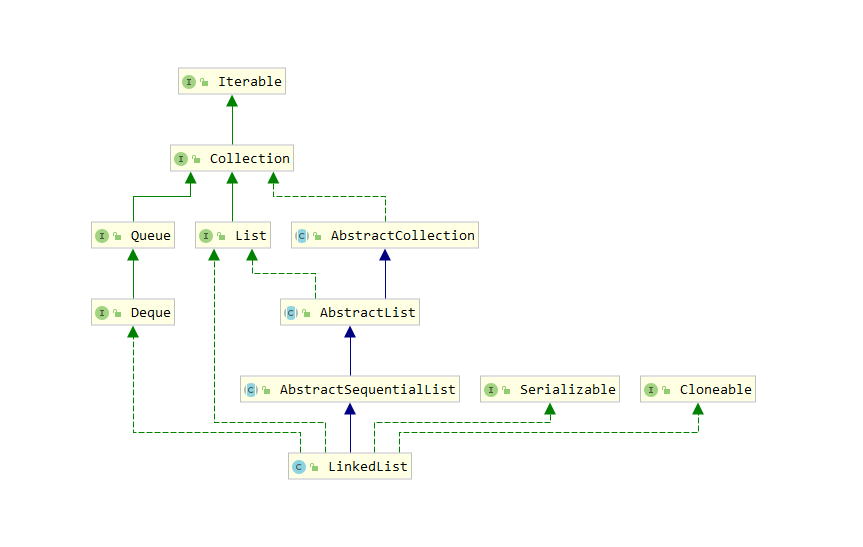 I Iterable
I Collection
I Queue
I List
C AbstractCollection
I Deque
C AbstractList
C AbstractSequentialList
I Serializable
I Cloneable
C LinkedList